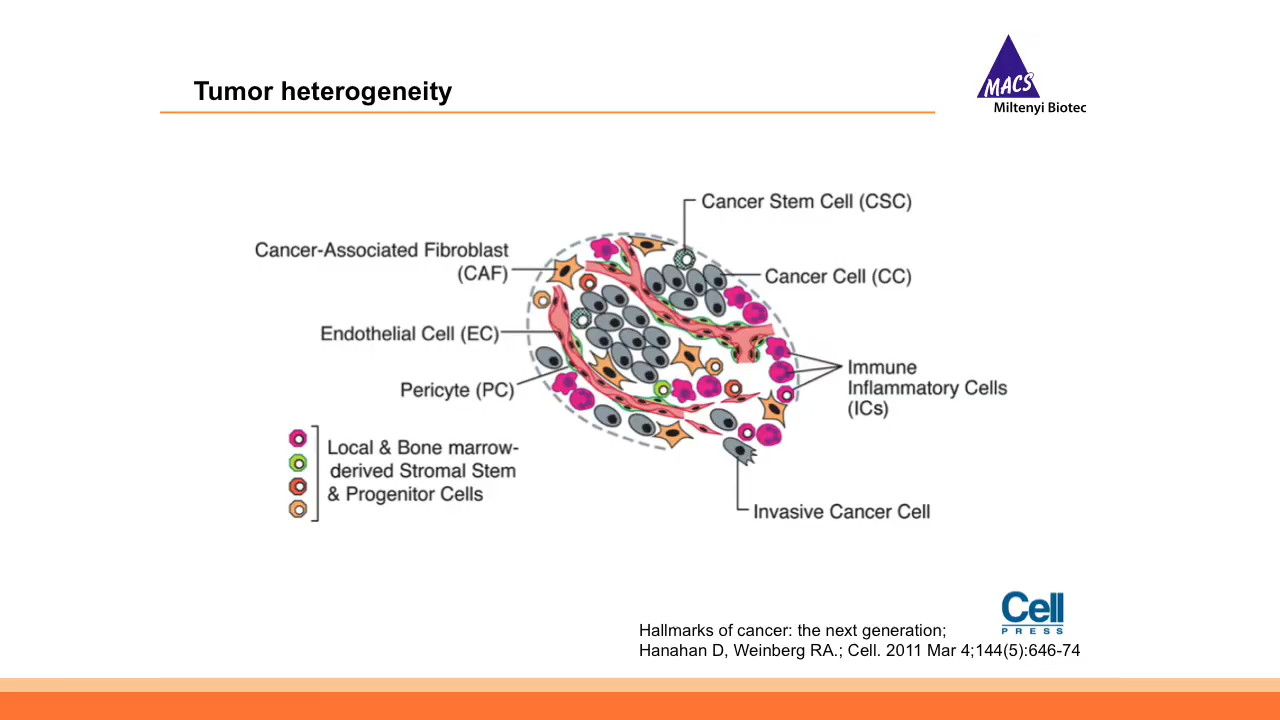 Tumor heterogeneity
MACS
Miltenyi Biotec
Cancer Stem Cell (CSC)
Cancer-Associated Fibroblast
(CAF)
Cancer Cell (CC)
Endothelial Cell (EC)
Pericyte (PC)
Immune
Inflammatory Cells
(ICs)
Local & Bone marrow-
derived Stromal Stem
& Progenitor Cells
Invasive Cancer Cell
Cell
PRESS
Hallmarks of cancer: the next generation;
Hanahan D, Weinberg RA.; Cell. 2011 Mar 4;144(5):646-74